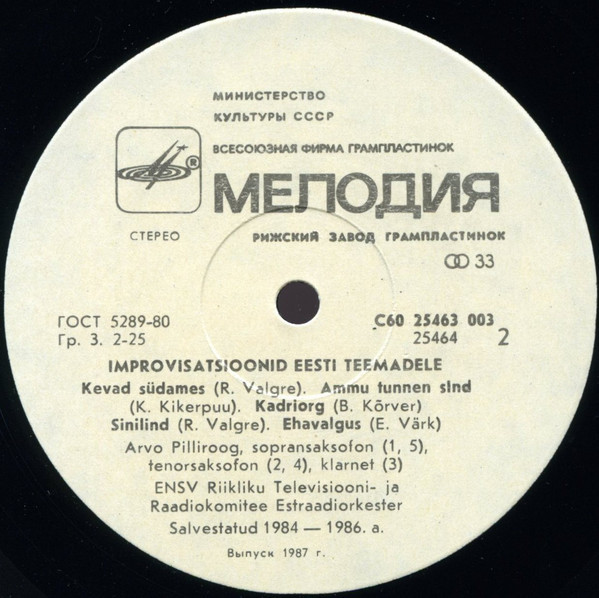 МИНИСТЕРСТВО
КУЛЬТУРЫ СССР
ВСЕСОЮЗНАЯ ФИРМА ГРАМПЛАСТИНОК
®
МЕЛОДИЯ
СТЕРЕО
РИЖСКИЙ ЗАВОД ГРАМПЛАСТИНОК
33
ГОСТ 5289-80
С60 25463 003
Гр. 3. 2-25
25464 2
IMPROVISATSIOONID EESTI TEEMADELE
Kevad südames (R. Valgre). Ammu tunnen sind
(K. Kikerpuu). Kadriorg (B. Kõrver)
Sinilind (R. Valgre). Ehavalgus (E. Värk)
Arvo Pilliroog, sopransaksofon (1, 5),
tenorsaksofon (2, 4), klarnet (3)
ENSV Riikliku Televisiooni- ja
Raadiokomitee Estraadiorkester
Salvestatud 1984 — 1986. a.
Выпуск 1987 г.